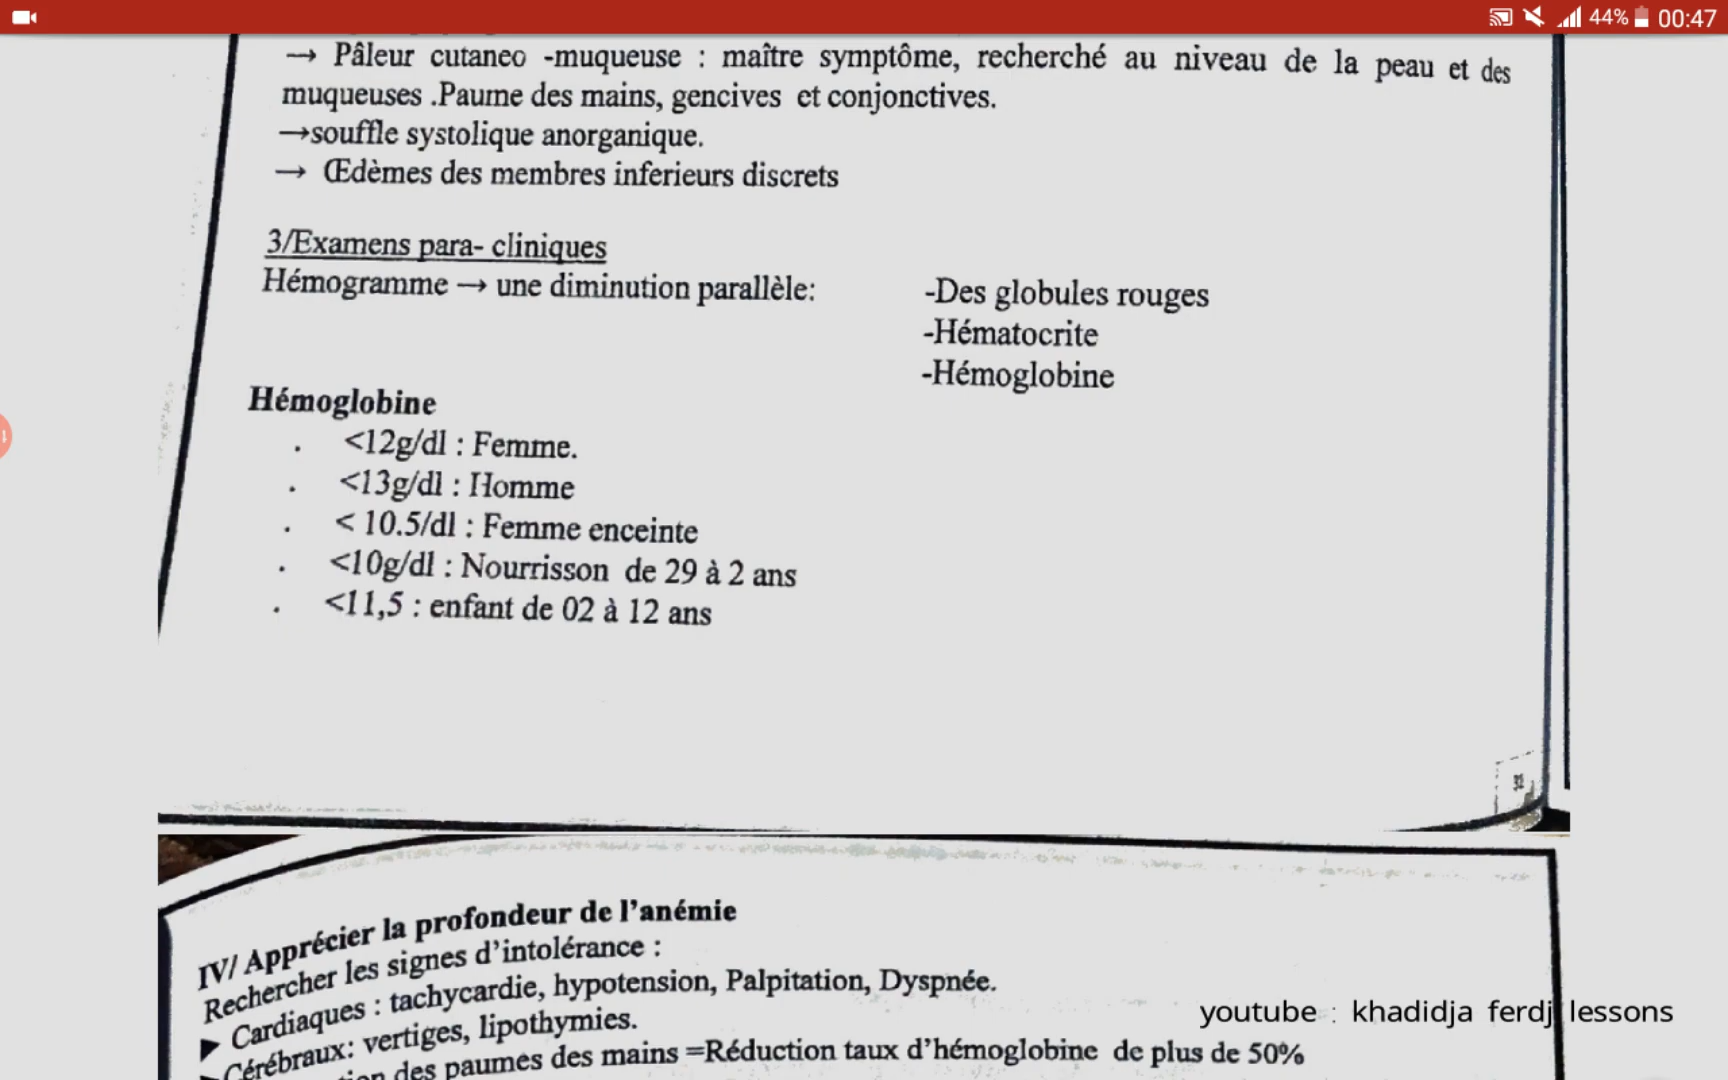 44% 00:47
→ Pâleur cutaneo -muqueuse : maître symptôme, recherché au niveau de la peau et des
muqueuses .Paume des mains, gencives et conjonctives.
→souffle systolique anorganique.
→ Œdèmes des membres inferieurs discrets
3/Examens para- cliniques
Hémogramme → une diminution parallèle: -Des globules rouges
-Hématocrite
-Hémoglobine
Hémoglobine
. <12g/dl : Femme.
. <13g/dl : Homme
. < 10.5/dl : Femme enceinte
. <10g/dl : Nourrisson de 29 à 2 ans
. <11,5 : enfant de 02 à 12 ans
IV/ Apprécier la profondeur de l'anémie
Rechercher les signes d'intolérance :
► Cardiaques : tachycardie, hypotension, Palpitation, Dyspnée.
Cérébraux: vertiges, lipothymies.
des paumes des mains =Réduction taux d'hémoglobine de plus de 50%
youtube : khadidja ferdj lessons